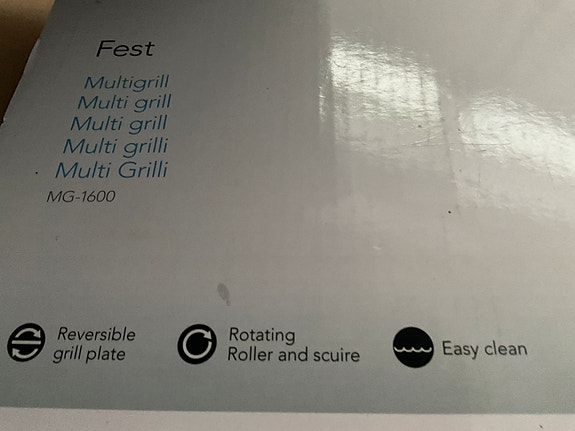 Fest
Multigrill
Multi grill
Multi grill
Multi grilli
Multi Grilli
MG-1600
Reversible
grill plate
Rotating
Roller and scuire
Easy clean